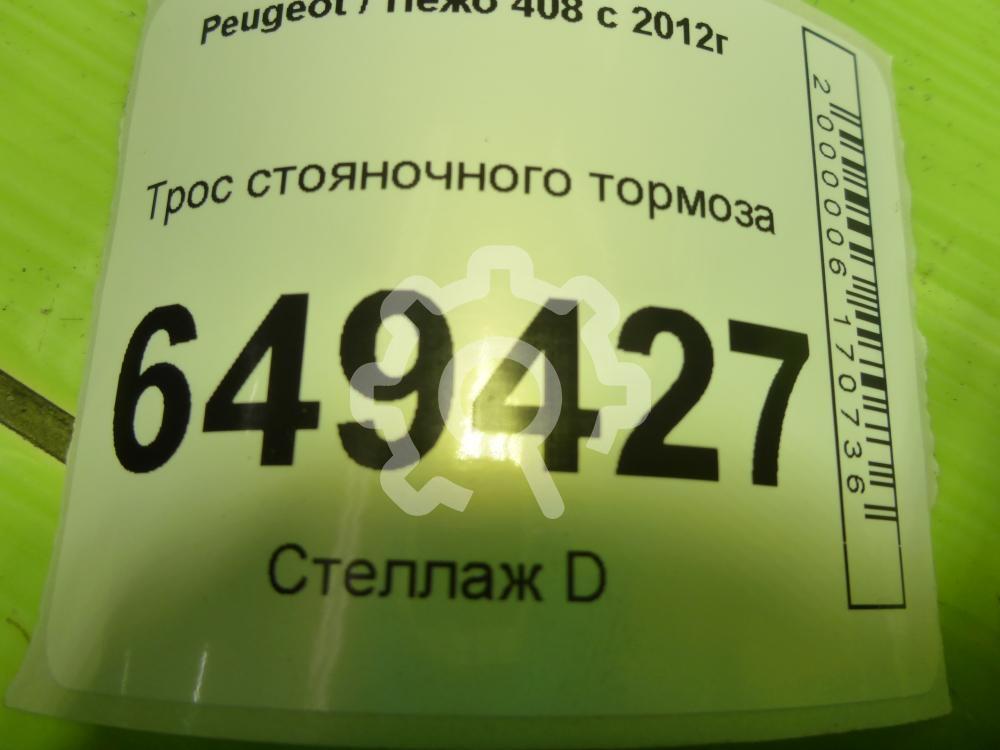 Peugeot / Пежо 408 с 2012г
Трос стояночного тормоза
649427
Стеллаж D
2000006170736